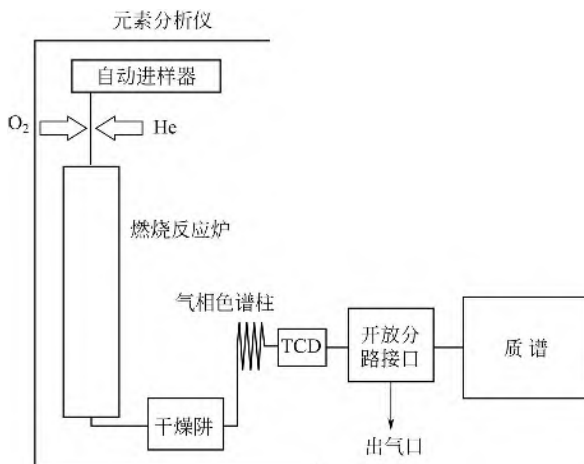 元素分析仪
自动进样器
O₂
He
燃烧反应炉
气相色谱柱
TCD
开放分
路接口
质谱
干燥阱
出气口